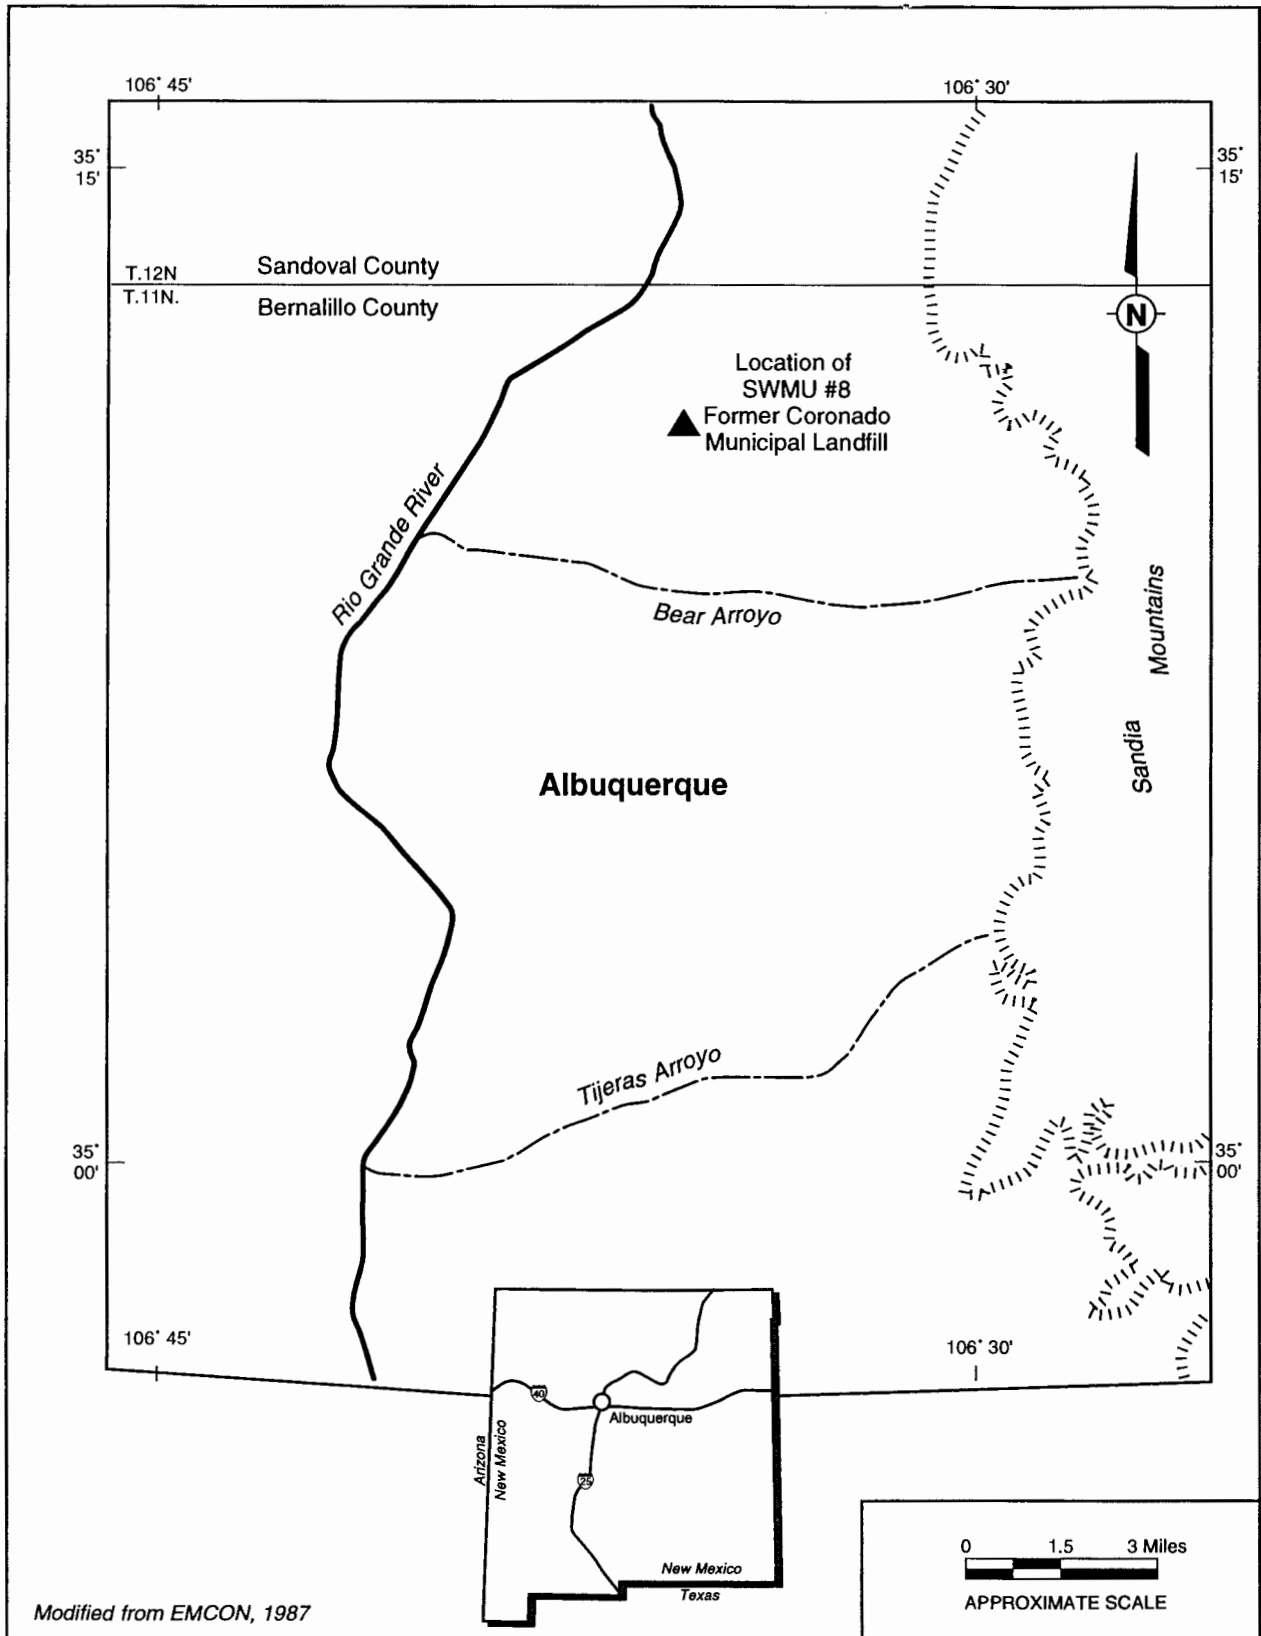 106° 45'
106° 30'
35°
15'
35°
15'
T.12N
Sandoval County
T.11N.
Bernalillo County
N
Location of
SWMU #8
Former Coronado
Municipal Landfill
Rio Grande River
Bear Arroyo
Sandia Mountains
Albuquerque
Tijeras Arroyo
35°
00'
35°
00'
106° 45'
106° 30'
40
Albuquerque
Arizona
New Mexico
25
New Mexico
Texas
0 1.5 3 Miles
APPROXIMATE SCALE
Modified from EMCON, 1987